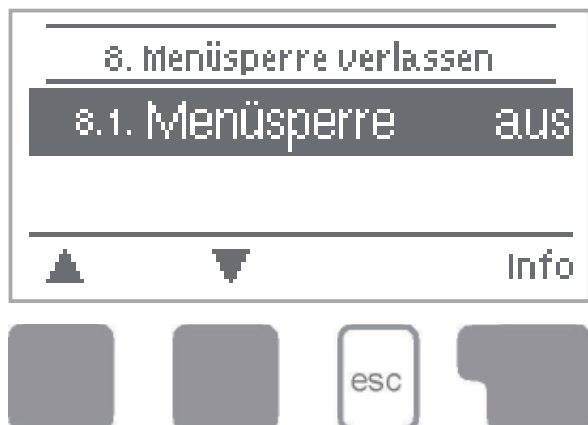 8. Menüsperre verlassen
8.1. Menüsperre aus
Info
esc